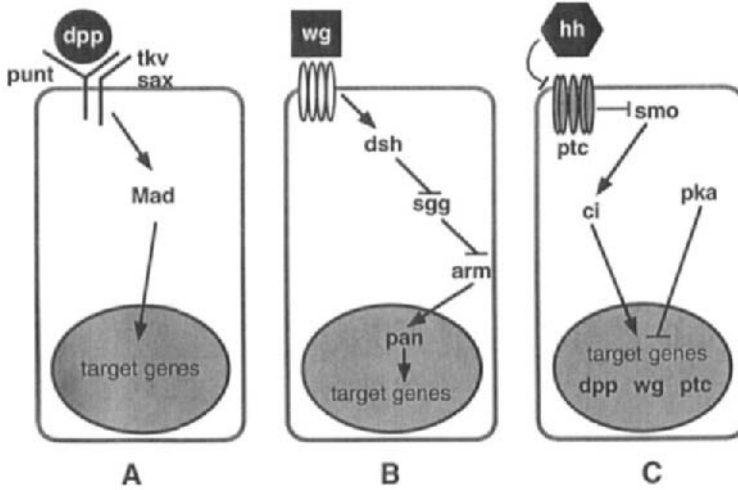 dpp
punt
tkv
sax
Mad
target genes
A
wg
dsh
sgg
arm
pan
target genes
B
hh
ptc
smo
ci
pka
target genes
dpp wg ptc
C